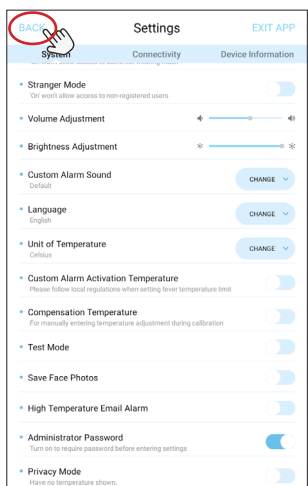 BACK Settings EXIT APP
System Connectivity Device Information
Stranger Mode
'On' won't allow access to non-registered users
Volume Adjustment
Brightness Adjustment
Custom Alarm Sound
Default
CHANGE
Language
English
CHANGE
Unit of Temperature
Celsius
CHANGE
Custom Alarm Activation Temperature
Please follow local regulations when setting fever temperature limit
Compensation Temperature
For manually entering temperature adjustment during calibration
Test Mode
Save Face Photos
High Temperature Email Alarm
Administrator Password
Turn on to require password before entering settings
Privacy Mode
Have no temperature shown.